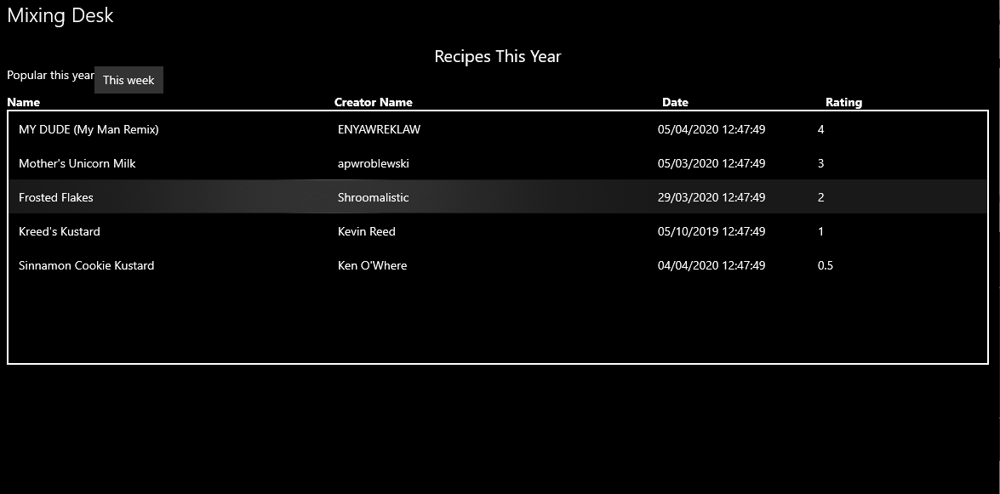 Mixing Desk
Recipes This Year
Popular this year This week
Name Creator Name Date Rating
MY DUDE (My Man Remix) ENYAWREKLAW 05/04/2020 12:47:49 4
Mother's Unicorn Milk apwroblewski 05/03/2020 12:47:49 3
Frosted Flakes Shroomalistic 29/03/2020 12:47:49 2
Kreed's Kustard Kevin Reed 05/10/2019 12:47:49 1
Sinnamon Cookie Kustard Ken O'Where 04/04/2020 12:47:49 0.5